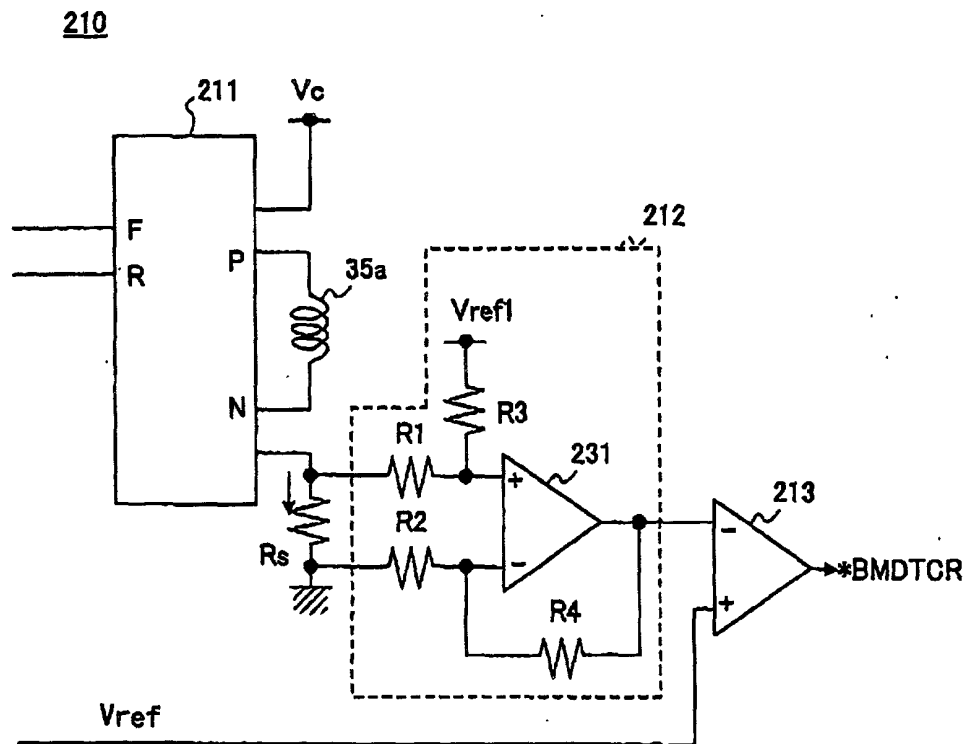 210
211
Vc
F
R
P
N
35a
212
Vref1
R3
R1
R2
231
Rs
R4
213
*BMDTCR
Vref
+
-
-
+